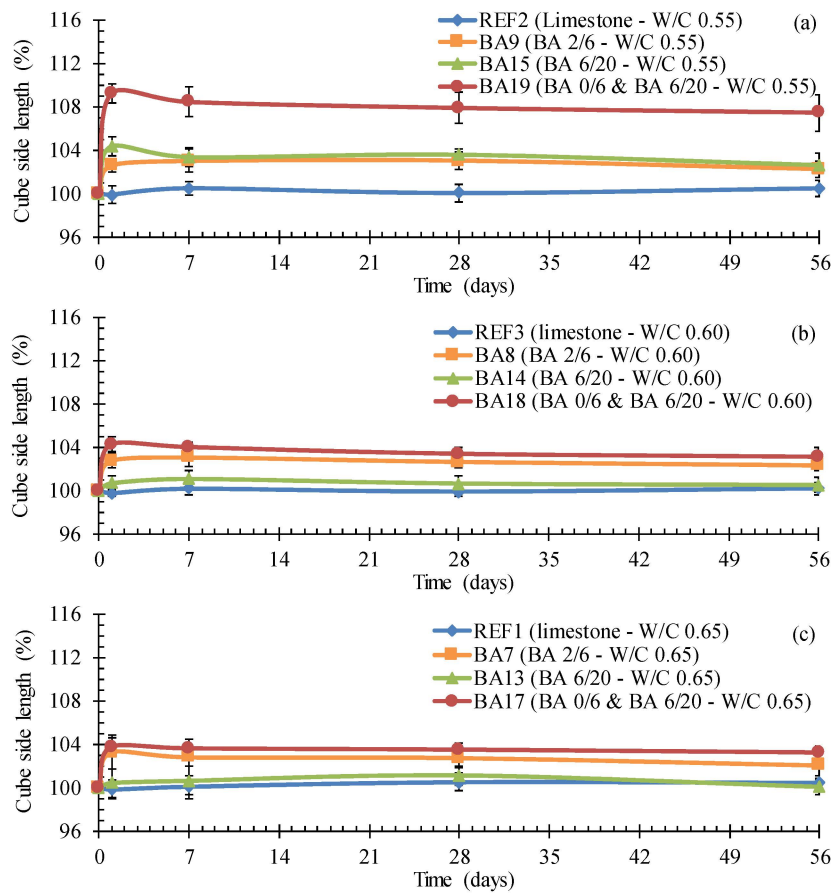 116
112
108
104
100
96
Cube side length (%)
(a)
REF2 (Limestone - W/C 0.55)
BA9 (BA 2/6 - W/C 0.55)
BA15 (BA 6/20 - W/C 0.55)
BA19 (BA 0/6 & BA 6/20 - W/C 0.55)
0 7 14 21 28 35 42 49 56
Time (days)
116
112
108
104
100
96
Cube side length (%)
(b)
REF3 (limestone - W/C 0.60)
BA8 (BA 2/6 - W/C 0.60)
BA14 (BA 6/20 - W/C 0.60)
BA18 (BA 0/6 & BA 6/20 - W/C 0.60)
0 7 14 21 28 35 42 49 56
Time (days)
116
112
108
104
100
96
Cube side length (%)
(c)
REF1 (limestone - W/C 0.65)
BA7 (BA 2/6 - W/C 0.65)
BA13 (BA 6/20 - W/C 0.65)
BA17 (BA 0/6 & BA 6/20 - W/C 0.65)
0 7 14 21 28 35 42 49 56
Time (days)